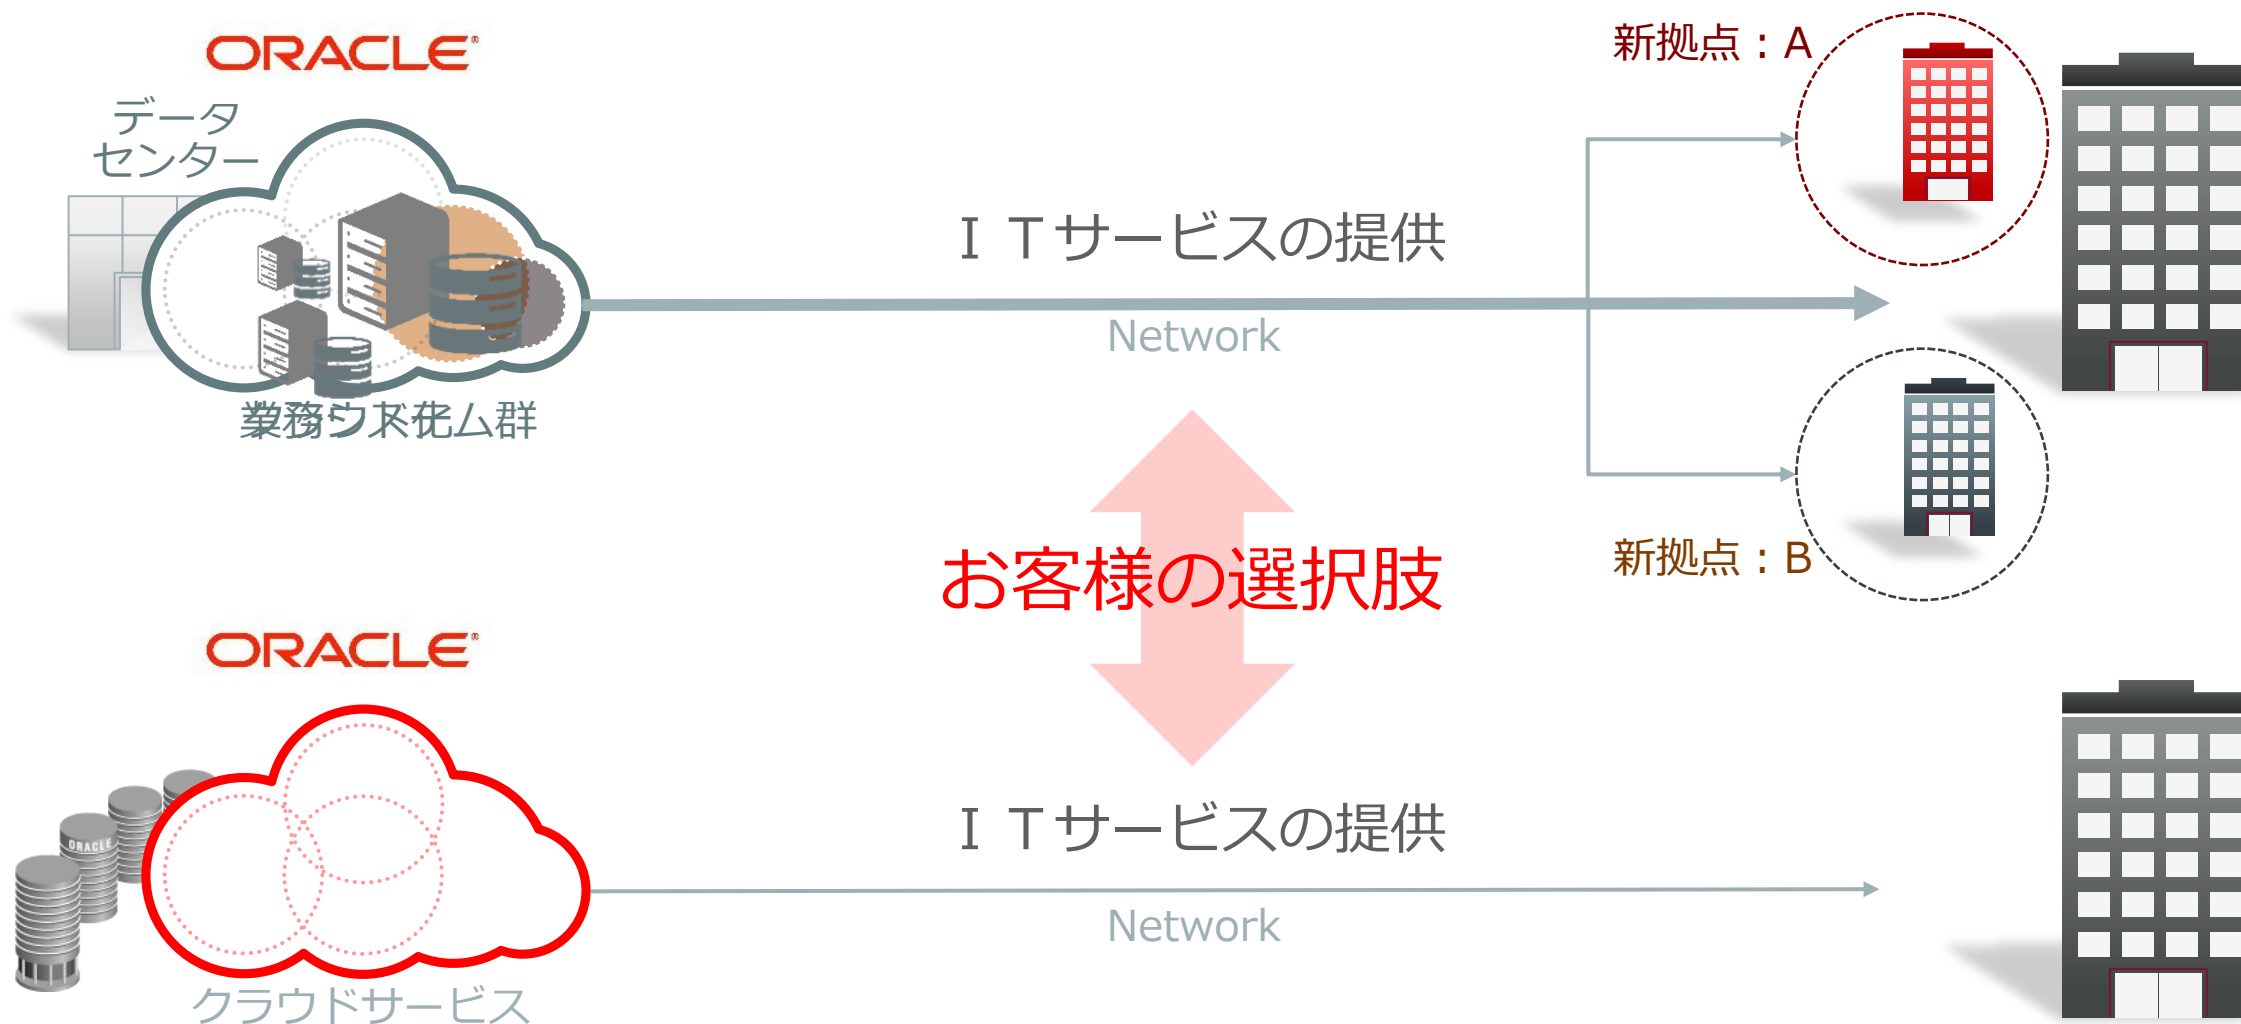 ORACLE
データ
センター
ＩＴサービスの提供
Network
新拠点：A
新拠点：B
お客様の選択肢
ORACLE
ORACLE
ＩＴサービスの提供
Network
クラウドサービス